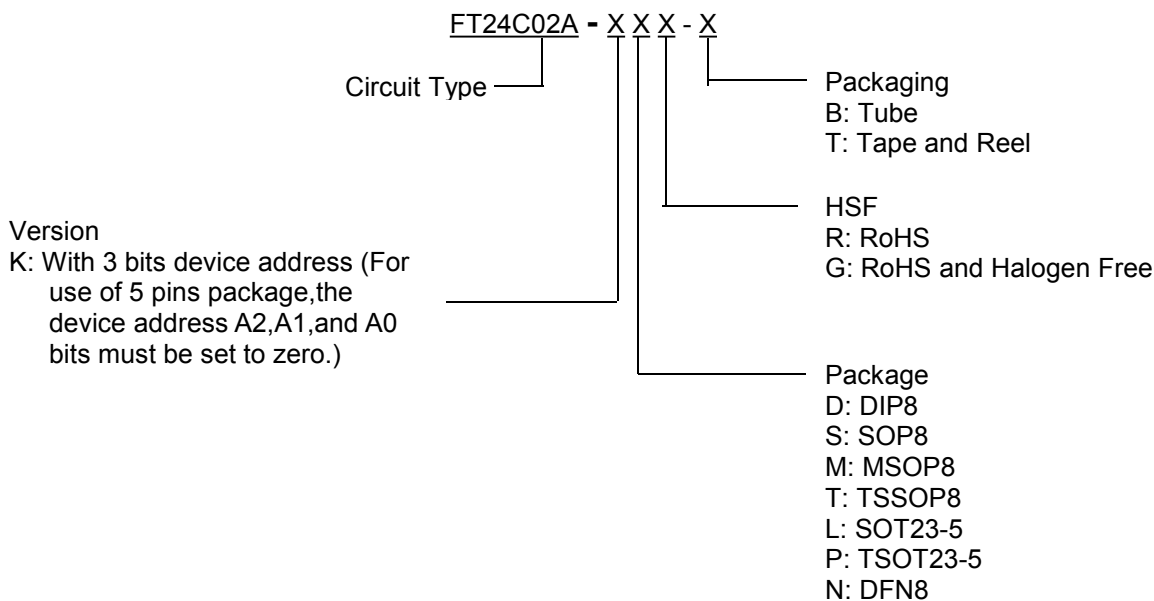 FT24C02A - X X X - X
Circuit Type
Packaging
B: Tube
T: Tape and Reel
HSF
R: RoHS
G: RoHS and Halogen Free
Version
K: With 3 bits device address (For
use of 5 pins package,the
device address A2,A1,and A0
bits must be set to zero.)
Package
D: DIP8
S: SOP8
M: MSOP8
T: TSSOP8
L: SOT23-5
P: TSOT23-5
N: DFN8